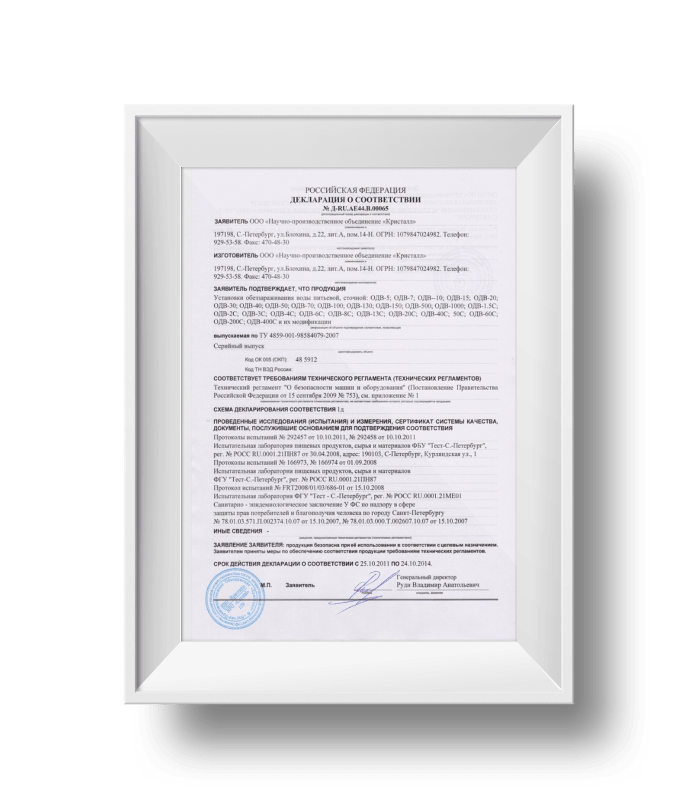 РОССИЙСКАЯ ФЕДЕРАЦИЯ
ДЕКЛАРАЦИЯ О СООТВЕТСТВИИ
№ Д-RU.АЕ44.В.00065
ЗАЯВИТЕЛЬ ООО «Научно-производственное объединение «Кристалл»
197198, С.-Петербург, ул.Блохина, д.22, лит.А, пом.14-Н. ОГРН: 1079847024982. Телефон:
929-53-58. Факс: 470-48-30
ИЗГОТОВИТЕЛЬ ООО «Научно-производственное объединение «Кристалл»
197198, С.-Петербург, ул.Блохина, д.22, лит.А, пом.14-Н. ОГРН: 1079847024982. Телефон:
929-53-58. Факс: 470-48-30
ЗАЯВИТЕЛЬ ПОДТВЕРЖДАЕТ, ЧТО ПРОДУКЦИЯ
Установки обеззараживания воды питьевой, сточной: ОДВ-5; ОДВ-7; ОДВ--10; ОДВ-15; ОДВ-20;
ОДВ-30; ОДВ-40; ОДВ-50; ОДВ-70, ОДВ-100, ОДВ-130; ОДВ-150, ОДВ-500, ОДВ-1000; ОДВ-1.5С;
ОДВ-2С, ОДВ-3С; ОДВ-4С; ОДВ-6С; ОДВ-8С; ОДВ-13С; ОДВ-20С; ОДВ-40С; 50С; ОДВ-60С;
ОДВ-200С; ОДВ-400С и их модификации
выпускаемая по ТУ 4859-001-98584079-2007
Серийный выпуск
Код ОК 005 (ОКП): 48 5912
Код ТН ВЭД России:
СООТВЕТСТВУЕТ ТРЕБОВАНИЯМ ТЕХНИЧЕСКОГО РЕГЛАМЕНТА (ТЕХНИЧЕСКИХ РЕГЛАМЕНТОВ)
Технический регламент "О безопасности машин и оборудования" (Постановление Правительства
Российской Федерации от 15 сентября 2009 № 753), см. приложение № 1
СХЕМА ДЕКЛАРИРОВАНИЯ СООТВЕТСТВИЯ 1д
ПРОВЕДЕННЫЕ ИССЛЕДОВАНИЯ (ИСПЫТАНИЯ) И ИЗМЕРЕНИЯ, СЕРТИФИКАТ СИСТЕМЫ КАЧЕСТВА,
ДОКУМЕНТЫ, ПОСЛУЖИВШИЕ ОСНОВАНИЕМ ДЛЯ ПОДТВЕРЖДЕНИЯ СООТВЕТСТВИЯ
Протоколы испытаний № 292457 от 10.10.2011, № 292458 от 10.10.2011
Испытательная лаборатория пищевых продуктов, сырья и материалов ФБУ "Тест-С.-Петербург",
рег. № РОСС RU.0001.21ПН87 от 30.04.2008, адрес: 190103, С-Петербург, Курляндская ул., 1
Протоколы испытаний № 166973, № 166974 от 01.09.2008
Испытательная лаборатория пищевых продуктов, сырья и материалов
ФГУ "Тест-С.-Петербург", рег. № РОСС RU.0001.21ПН87
Протокол испытаний № FRT2008/01/03/686-01 от 15.10.2008
Испытательная лаборатория ФГУ "Тест - С.-Петербург", рег. № РОСС RU.0001.21МЕ01
Санитарно - эпидемиологическое заключение У ФС по надзору в сфере
защиты прав потребителей и благополучия человека по городу Санкт-Петербургу
№ 78.01.03.571.П.002374.10.07 от 15.10.2007, № 78.01.03.000.Т.002607.10.07 от 15.10.2007
ИНЫЕ СВЕДЕНИЯ -
ЗАЯВЛЕНИЕ ЗАЯВИТЕЛЯ: продукция безопасна при её использовании в соответствии с целевым назначением.
Заявителем приняты меры по обеспечению соответствия продукции требованиям технических регламентов.
СРОК ДЕЙСТВИЯ ДЕКЛАРАЦИИ О СООТВЕТСТВИИ С 25.10.2011 ПО 24.10.2014.
М.П. Заявитель
Генеральный директор
Руди Владимир Анатольевич